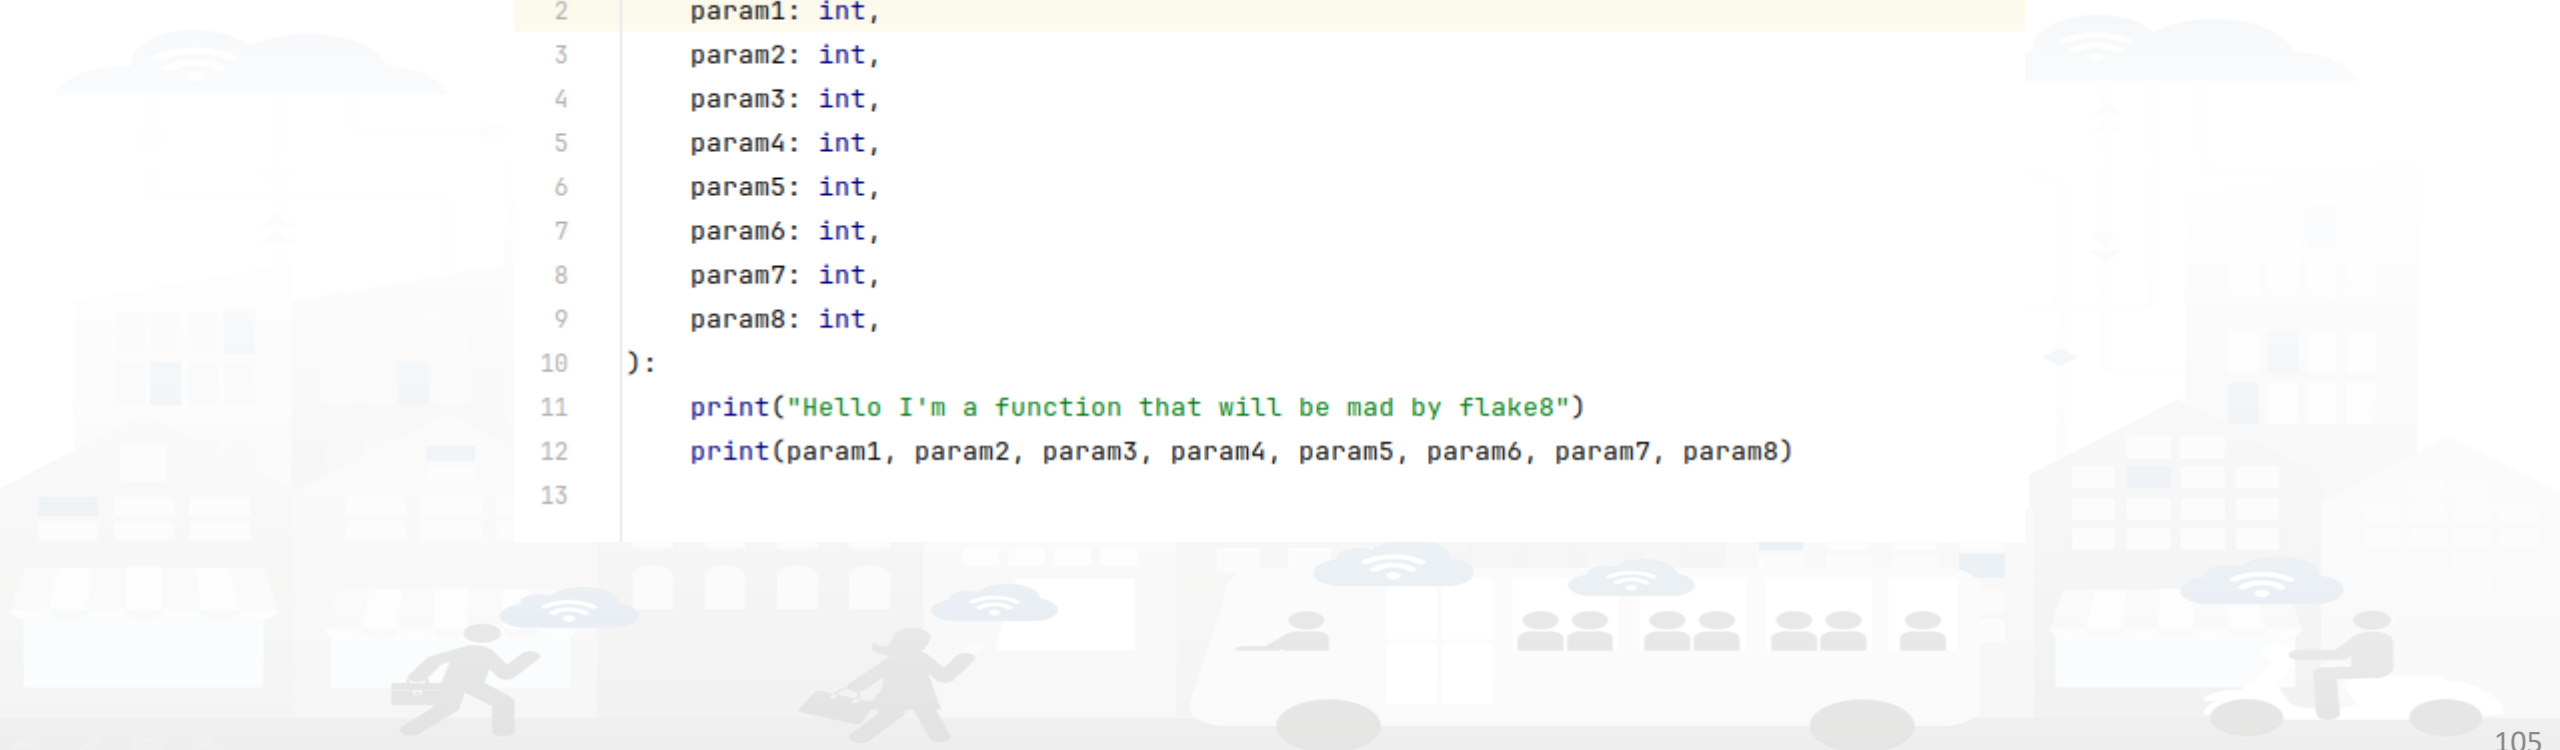 2 param1: int,
3 param2: int,
4 param3: int,
5 param4: int,
6 param5: int,
7 param6: int,
8 param7: int,
9 param8: int,
10 ):
11 print("Hello I'm a function that will be mad by flake8")
12 print(param1, param2, param3, param4, param5, param6, param7, param8)
13
105